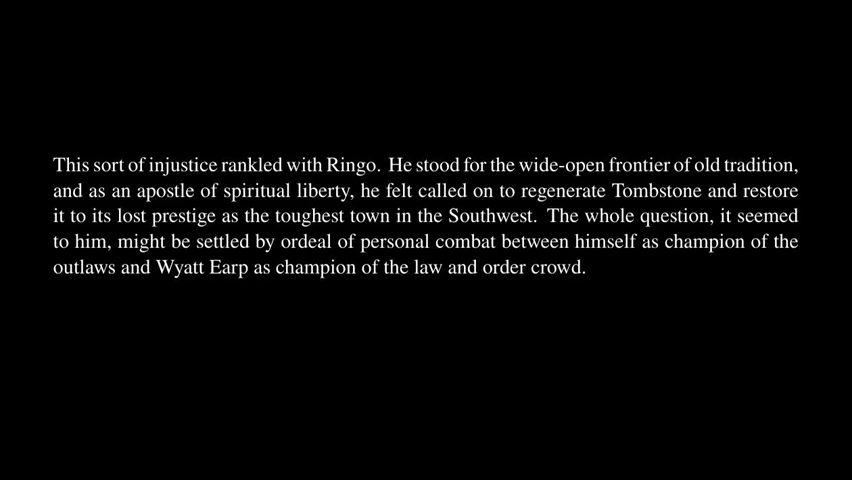 This sort of injustice rankled with Ringo. He stood for the wide-open frontier of old tradition,
and as an apostle of spiritual liberty, he felt called on to regenerate Tombstone and restore
it to its lost prestige as the toughest town in the Southwest. The whole question, it seemed
to him, might be settled by ordeal of personal combat between himself as champion of the
outlaws and Wyatt Earp as champion of the law and order crowd.